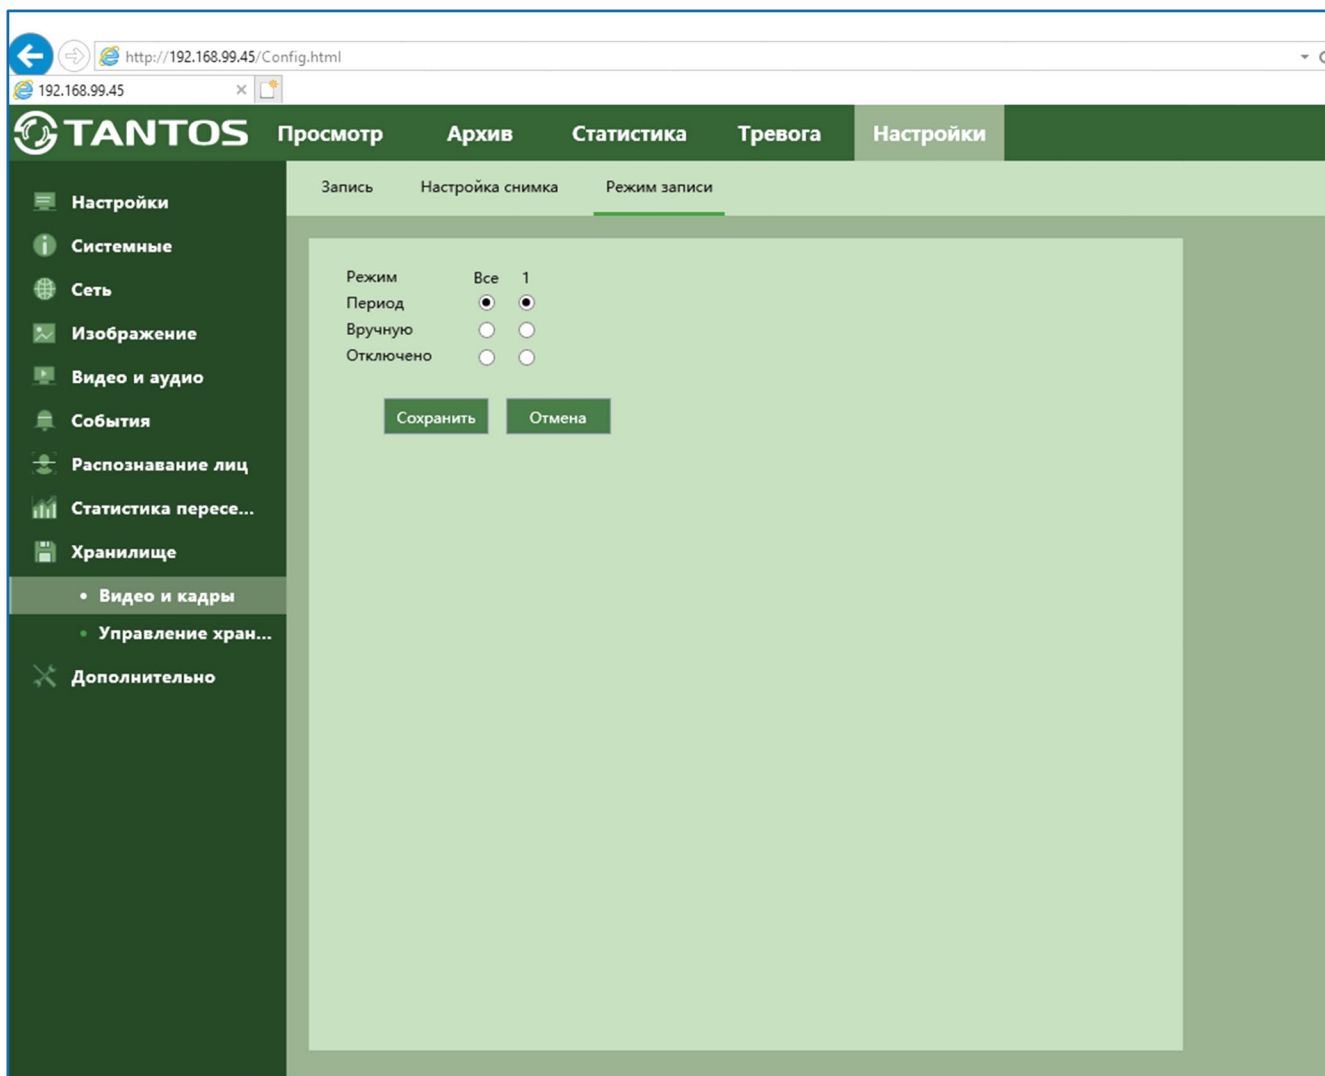 http://192.168.99.45/Config.html
192.168.99.45
TANTOS Просмотр Архив Статистика Тревога Настройки
Запись Настройка снимка Режим записи
Настройки
Системные
Сеть
Изображение
Видео и аудио
События
Распознавание лиц
Статистика пересе...
Хранилище
• Видео и кадры
• Управление хран...
Дополнительно
Режим Все 1
Период
Вручную
Отключено
Сохранить Отмена